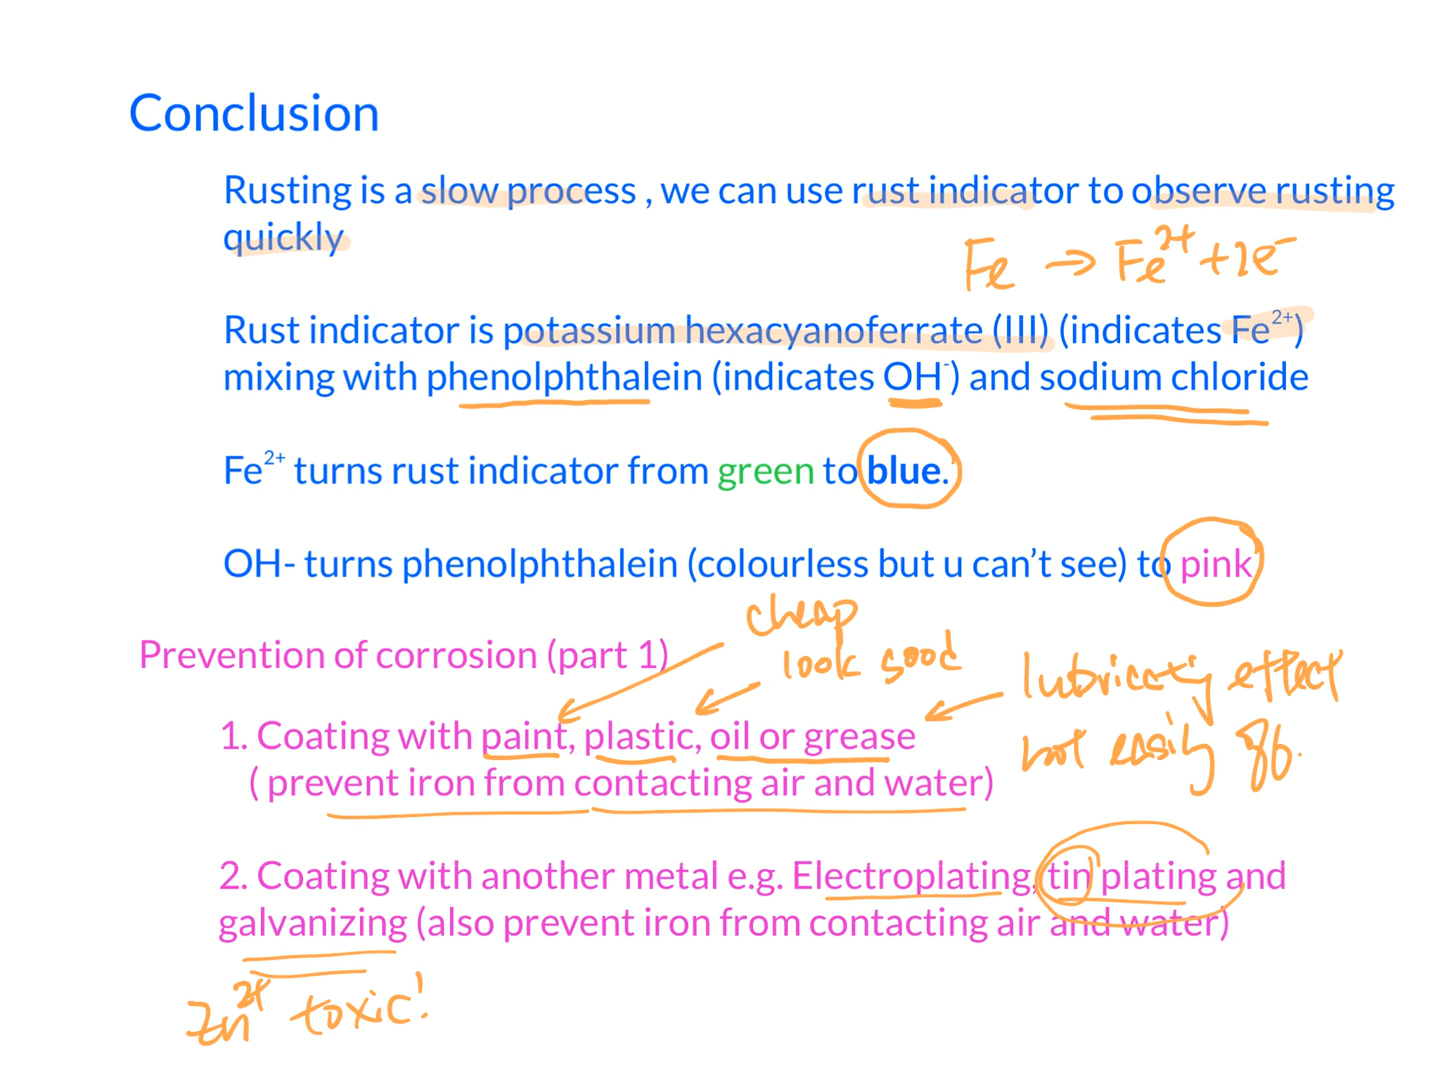 Conclusion
Rusting is a slow process , we can use rust indicator to observe rusting
quickly
Fe → Fe²⁺ + 2e⁻
Rust indicator is potassium hexacyanoferrate (III) (indicates Fe²⁺)
mixing with phenolphthalein (indicates OH⁻) and sodium chloride
Fe²⁺ turns rust indicator from green to blue.
OH- turns phenolphthalein (colourless but u can't see) to pink
cheap
Prevention of corrosion (part 1)
look good
lubricating effect
1. Coating with paint, plastic, oil or grease
not easily
( prevent iron from contacting air and water)
2. Coating with another metal e.g. Electroplating, tin plating and
galvanizing (also prevent iron from contacting air and water)
Zn²⁺ toxic!